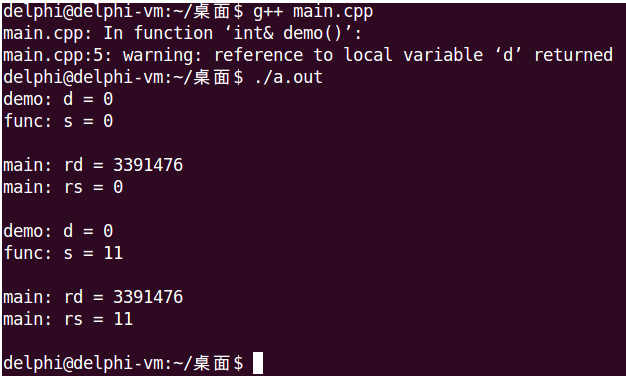 delphi@delphi-vm:~/桌面$ g++ main.cpp
main.cpp: In function ‘int& demo()’:
main.cpp:5: warning: reference to local variable ‘d’ returned
delphi@delphi-vm:~/桌面$ ./a.out
demo: d = 0
func: s = 0
main: rd = 3391476
main: rs = 0
demo: d = 0
func: s = 11
main: rd = 3391476
main: rs = 11
delphi@delphi-vm:~/桌面$